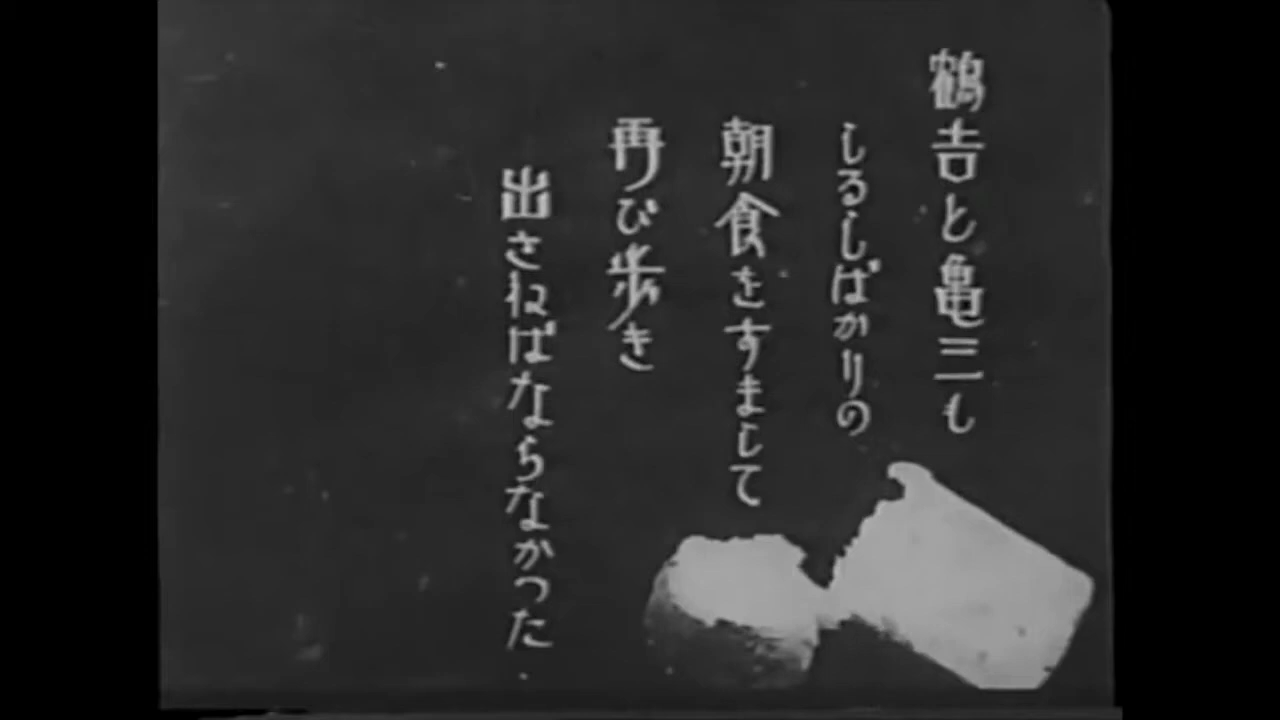 鶴吉と亀三も
しるしばかりの
朝食をすまして
再び歩き
出さねばならなかつた